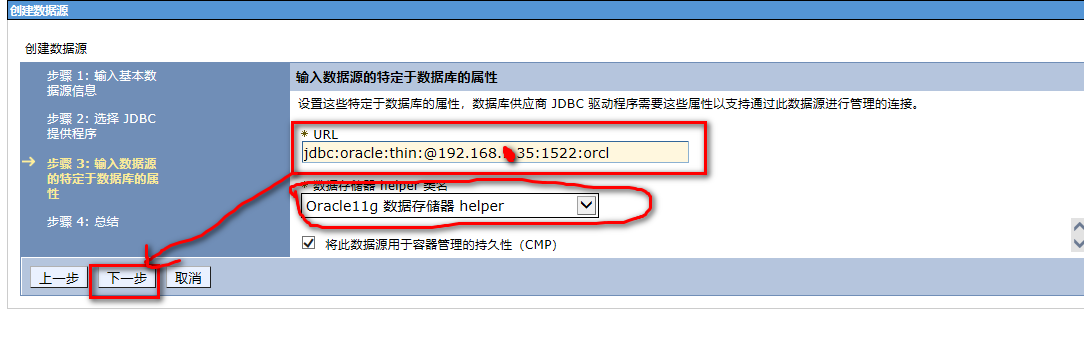 创建数据源
创建数据源
步骤 1: 输入基本数
据源信息
步骤 2: 选择 JDBC
提供程序
步骤 3: 输入数据源
的特定于数据库的属
性
步骤 4: 总结
输入数据源的特定于数据库的属性
设置这些特定于数据库的属性，数据库供应商 JDBC 驱动程序需要这些属性以支持通过此数据源进行管理的连接。
* URL
jdbc:oracle:thin:@192.168. 35:1522:orcl
* 数据存储器 helper 类名
Oracle11g 数据存储器 helper
将此数据源用于容器管理的持久性（CMP）
上一步 下一步 取消